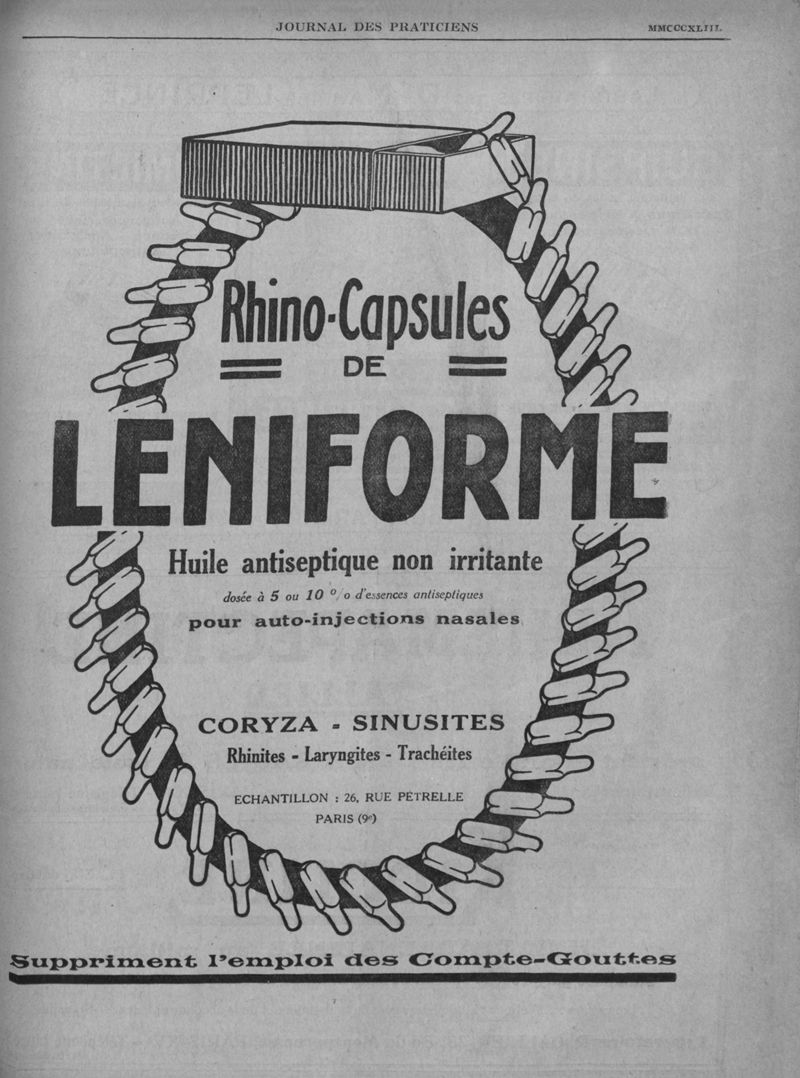 JOURNAL DES PRATICIENS
MMCCCXLIII.
Rhino-Capsules
DE
LENIFORME
Huile antiseptique non irritante
dosée à 5 ou 10 % d'essences antiseptiques
pour auto-injections nasales
CORYZA - SINUSITES
Rhinites - Laryngites - Trachéites
ECHANTILLON : 26, RUE PÉTRELLE
PARIS (9e)
Suppriment l'emploi des Compte-Gouttes